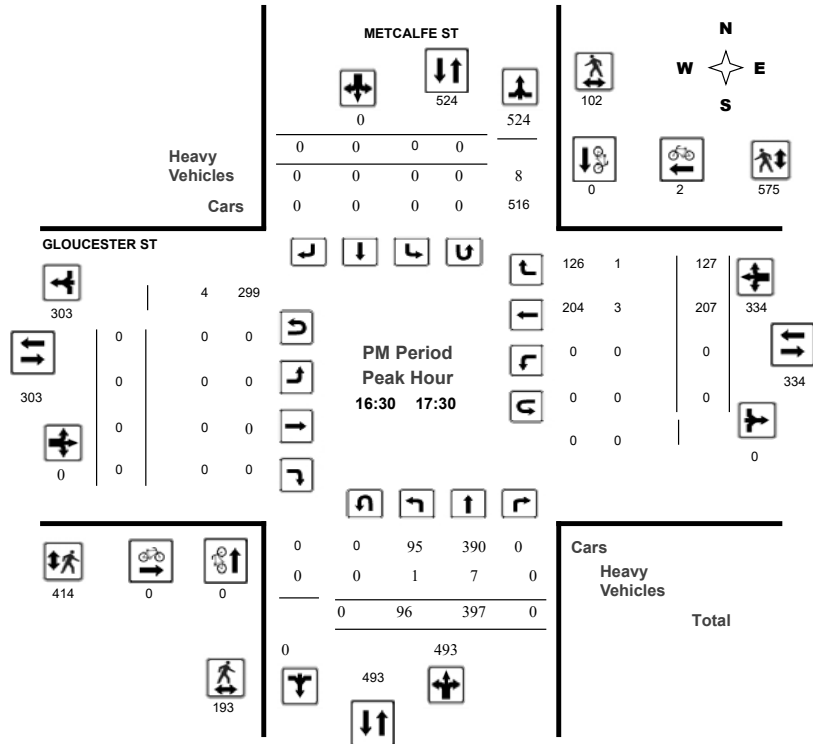 METCALFE ST
N
W E
S
0 524 524 102
0 0 0 0
Heavy
Vehicles 0 0 0 0 8
0 2 575
Cars 0 0 0 0 516
GLOUCESTER ST
126 1 127
4 299
303
204 3 207 334
0 0 0
PM Period
0 0 0
334
0 0 0
Peak Hour
303
16:30 17:30
0 0 0
0 0 0
0 0
0
0
0 0 0
0 0 95 390 0 Cars
0 0 1 7 0 Heavy
Vehicles
414 0 0
0 96 397 0 Total
0 493
493
193